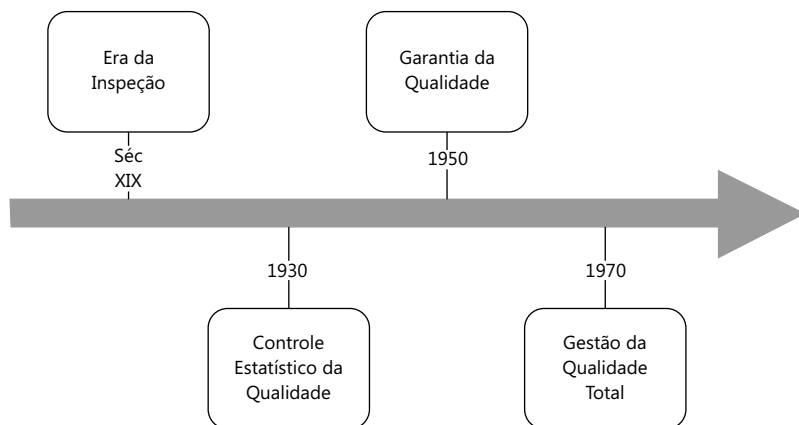 Era da
Inspeção
Séc
XIX
Garantia da
Qualidade
1950
1930
Controle
Estatístico da
Qualidade
1970
Gestão da
Qualidade
Total